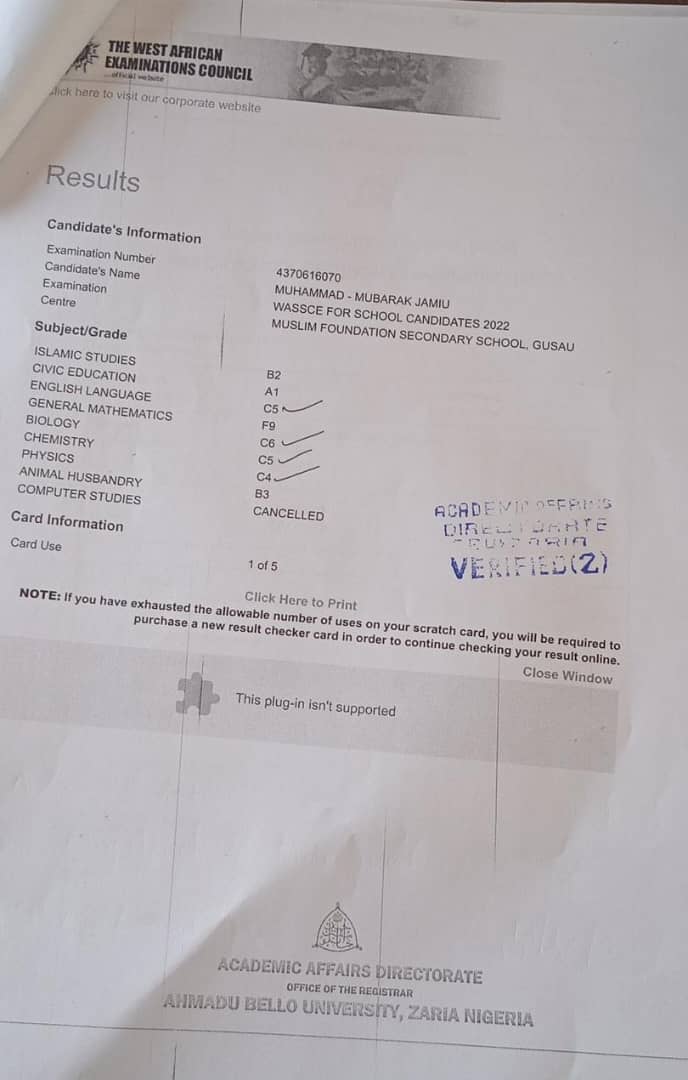 THE WEST AFRICAN
EXAMINATIONS COUNCIL
...official website
lick here to visit our corporate website
Results
Candidate's Information
Examination Number 4370616070
Candidate's Name MUHAMMAD - MUBARAK JAMIU
Examination WASSCE FOR SCHOOL CANDIDATES 2022
Centre MUSLIM FOUNDATION SECONDARY SCHOOL, GUSAU
Subject/Grade
ISLAMIC STUDIES B2
CIVIC EDUCATION A1
ENGLISH LANGUAGE C5
GENERAL MATHEMATICS F9
BIOLOGY C6
CHEMISTRY C5
PHYSICS C4
ANIMAL HUSBANDRY B3
COMPUTER STUDIES CANCELLED
Card Information
Card Use 1 of 5
ACADEMIC AFFAIRS
DIRECTORARTE
VERIFIED(2)
Click Here to Print
NOTE: If you have exhausted the allowable number of uses on your scratch card, you will be required to
purchase a new result checker card in order to continue checking your result online.
Close Window
This plug-in isn't supported
ACADEMIC AFFAIRS DIRECTORATE
OFFICE OF THE REGISTRAR
AHMADU BELLO UNIVERSITY, ZARIA NIGERIA